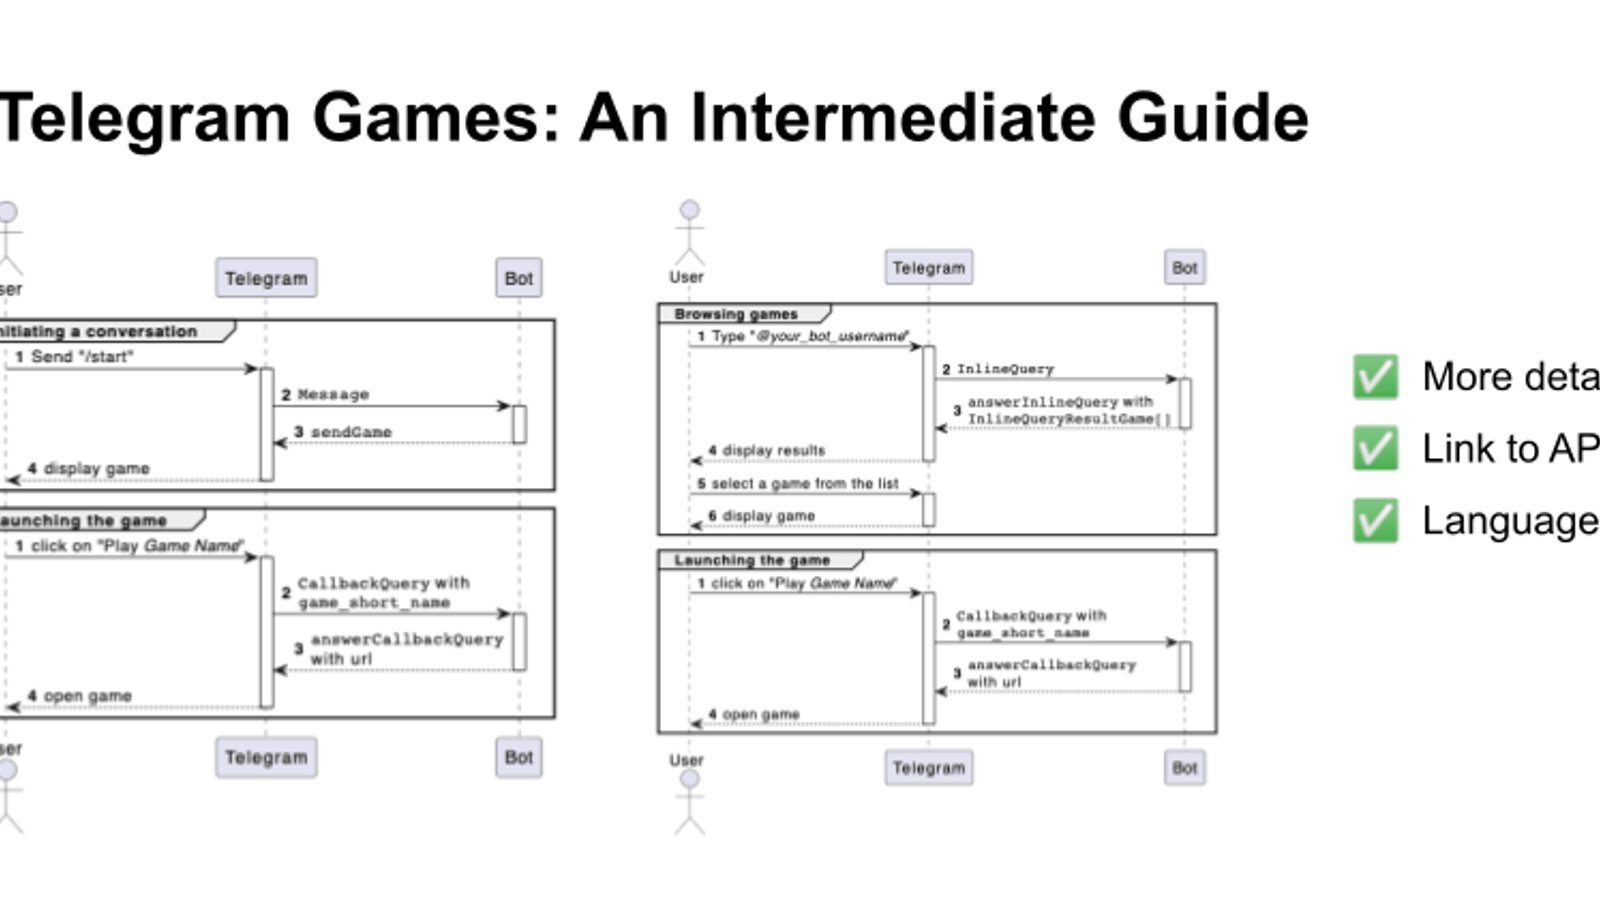 Telegram Games: An Intermediate Guide
ser
Telegram
Bot
nitiating a conversation
1 Send "/start"
2 Message
3 sendGame
4 display game
aunching the game
1 click on "Play Game Name"
2 CallbackQuery with
game_short_name
3 answerCallbackQuery
with url
4 open game
ser
Telegram
Bot
User
Telegram
Bot
Browsing games
1 Type "@your_bot_username"
2 InlineQuery
3 answerInlineQuery with
InlineQueryResultGame()
4 display results
5 select a game from the list
6 display game
Launching the game
1 click on "Play Game Name"
2 CallbackQuery with
game_short_name
3 answerCallbackQuery
with url
4 open game
User
Telegram
Bot
✅ More deta
✅ Link to AP
✅ Language